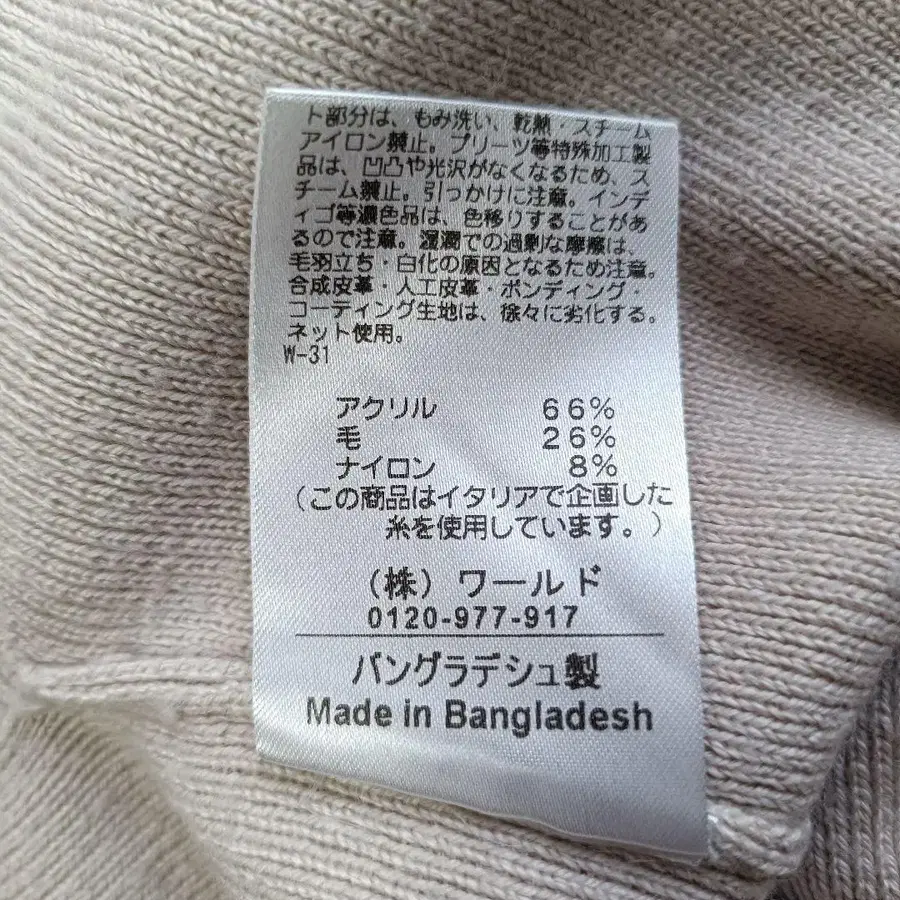 ト部分は、もみ洗い、乾熱・スチーム
アイロン禁止。プリーツ等特殊加工製
品は、凹凸や光沢がなくなるため、ス
チーム禁止。引っかけに注意。インデ
ィゴ等濃色品は、色移りすることがあ
るので注意。湿潤での過剰な摩擦は、
毛羽立ち・白化の原因となるため注意。
合成皮革・人工皮革・ボンディング・
コーティング生地は、徐々に劣化する。
ネット使用。
W-31
アクリル 66%
毛 26%
ナイロン 8%
(この商品はイタリアで企画した
糸を使用しています。)
(株)ワールド
0120-977-917
バングラデシュ製
Made in Bangladesh